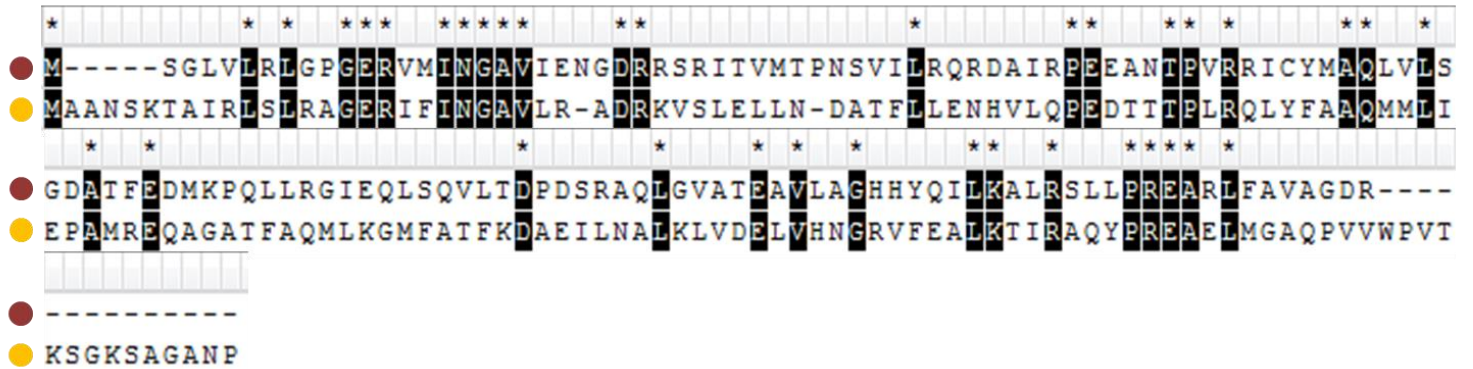 * * * *** ***** ** * ** ** * ** *
M-----SGLVLRLGPGERVMINGAVIENGDRRSRITVMTPNSVILRQRDAIRPEEANTPVRRICYMAQLVLS
MAANSKTAIRLSLRAGERIFINGAVLR-ADRKVSLELLN-DATFLLENHVLQPEDTTTPLRQLYFAAQMMLI
* * * * * * * ** * **** *
GDATFEDMKPQLLRGIEQLSQVLTDPDSRAQLGVATEAVLAGHHYQILKALRSLLPREARLFAVAGDR----
EPAMREQAGATFAQMLKGMFATFKDAEILNALKLVDELVHNGRVFEALKTIRAQYPREAELMGAQPVVWPVT
----------
KSGKSAGANP